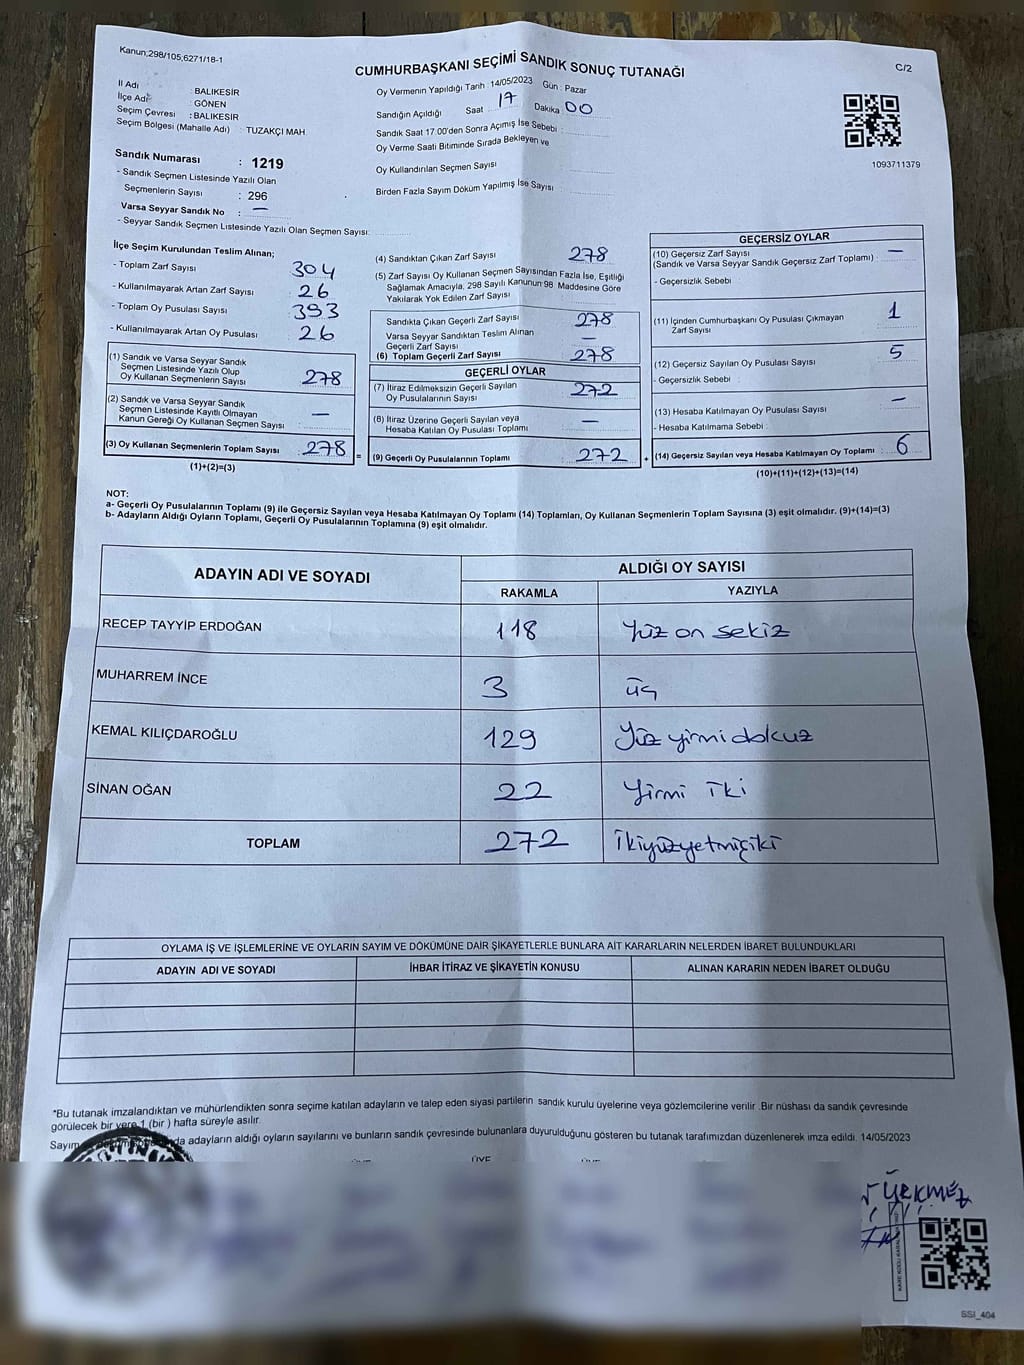 Kanun;298/105,6271/18-1
CUMHURBAŞKANI SEÇİMİ SANDIK SONUÇ TUTANAĞI
C/2
İl Adı : BALIKESİR
İlçe Adı : GÖNEN
Seçim Çevresi : BALIKESİR
Seçim Bölgesi (Mahalle Adı) : TUZAKÇI MAH.
Sandık Numarası : 1219
- Sandık Seçmen Listesinde Yazılı Olan
Seçmenlerin Sayısı : 296
Varsa Seyyar Sandık No : —
- Seyyar Sandık Seçmen Listesinde Yazılı Olan Seçmen Sayısı:
Oy Vermenin Yapıldığı Tarih : 14/05/2023 Gün : Pazar
Sandığın Açıldığı Saat 17 Dakika 00
Sandık Saat 17.00'den Sonra Açımış İse Sebebi :
Oy Verme Saati Bitiminde Sırada Bekleyen ve
Oy Kullandırılan Seçmen Sayısı
Birden Fazla Sayım Döküm Yapılmış İse Sayısı
1093711379
İlçe Seçim Kurulundan Teslim Alınan;
- Toplam Zarf Sayısı 304
- Kullanılmayarak Artan Zarf Sayısı : 26
- Toplam Oy Pusulası Sayısı : 393
- Kullanılmayarak Artan Oy Pusulası 26
(1) Sandık ve Varsa Seyyar Sandık
Seçmen Listesinde Yazılı Olup
Oy Kullanan Seçmenlerin Sayısı : 278
(2) Sandık ve Varsa Seyyar Sandık
Seçmen Listesinde Kayıtlı Olmayan
Kanun Gereği Oy Kullanan Seçmen Sayısı : —
(3) Oy Kullanan Seçmenlerin Toplam Sayısı : 278
(1)+(2)=(3)
(4) Sandıktan Çıkan Zarf Sayısı 278
(5) Zarf Sayısı Oy Kullanan Seçmen Sayısından Fazla İse, Eşitliği
Sağlamak Amacıyla, 298 Sayılı Kanunun 98. Maddesine Göre
Yakılarak Yok Edilen Zarf Sayısı
Sandıkta Çıkan Geçerli Zarf Sayısı : 278
Varsa Seyyar Sandıktan Teslim Alınan
Geçerli Zarf Sayısı : —
(6) Toplam Geçerli Zarf Sayısı : 278
GEÇERLİ OYLAR
(7) İtiraz Edilmeksizin Geçerli Sayılan
Oy Pusulalarının Sayısı : 272
(8) İtiraz Üzerine Geçerli Sayılan veya
Hesaba Katılan Oy Pusulası Toplamı : —
= (9) Geçerli Oy Pusulalarının Toplamı : 272
GEÇERSİZ OYLAR
(10) Geçersiz Zarf Sayısı
(Sandık ve Varsa Seyyar Sandık Geçersiz Zarf Toplamı) : —
- Geçersizlik Sebebi :
(11) İçinden Cumhurbaşkanı Oy Pusulası Çıkmayan
Zarf Sayısı : 1
(12) Geçersiz Sayılan Oy Pusulası Sayısı : 5
- Geçersizlik Sebebi :
(13) Hesaba Katılmayan Oy Pusulası Sayısı : —
- Hesaba Katılmama Sebebi :
+ (14) Geçersiz Sayılan veya Hesaba Katılmayan Oy Toplamı : 6
(10)+(11)+(12)+(13)=(14)
NOT:
a- Geçerli Oy Pusulalarının Toplamı (9) ile Geçersiz Sayılan veya Hesaba Katılmayan Oy Toplamı (14) Toplamları, Oy Kullanan Seçmenlerin Toplam Sayısına (3) eşit olmalıdır. (9)+(14)=(3)
b- Adayların Aldığı Oyların Toplamı, Geçerli Oy Pusulalarının Toplamına (9) eşit olmalıdır.
ADAYIN ADI VE SOYADI
ALDIĞI OY SAYISI
RAKAMLA YAZIYLA
RECEP TAYYİP ERDOĞAN 118 Yüz on sekiz
MUHARREM İNCE 3 üç
KEMAL KILIÇDAROĞLU 129 Yüz yirmi dokuz
SİNAN OĞAN 22 Yirmi iki
TOPLAM 272 İkiyüzyetmişiki
OYLAMA İŞ VE İŞLEMLERİNE VE OYLARIN SAYIM VE DÖKÜMÜNE DAİR ŞİKAYETLERLE BUNLARA AİT KARARLARIN NELERDEN İBARET BULUNDUKLARI
ADAYIN ADI VE SOYADI İHBAR İTİRAZ VE ŞİKAYETİN KONUSU ALINAN KARARIN NEDEN İBARET OLDUĞU
*Bu tutanak imzalandıktan ve mühürlendikten sonra seçime katılan adayların ve talep eden siyasi partilerin sandık kurulu üyelerine veya gözlemcilerine verilir .Bir nüshası da sandık çevresinde
görülecek bir yere 1 (bir ) hafta süreyle asılır.
Sayım adayların aldığı oyların sayılarını ve bunların sandık çevresinde bulunanlara duyurulduğunu gösteren bu tutanak tarafımızdan düzenlenerek imza edildi. 14/05/2023
ÜYE
SSI_404